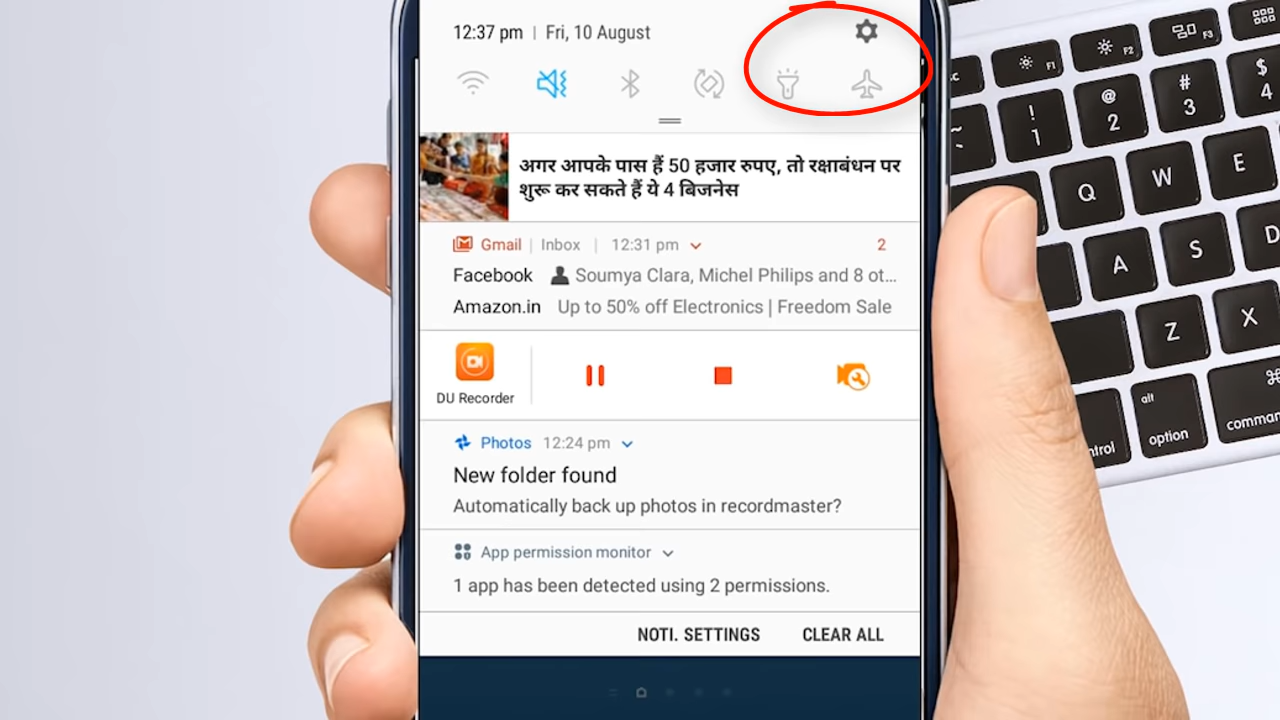 12:37 pm | Fri, 10 August
अगर आपके पास हैं 50 हजार रुपए, तो रक्षाबंधन पर
शुरू कर सकते हैं ये 4 बिजनेस
Gmail | Inbox | 12:31 pm 2
Facebook Soumya Clara, Michel Philips and 8 ot...
Amazon.in Up to 50% off Electronics | Freedom Sale
DU Recorder
Photos 12:24 pm
New folder found
Automatically back up photos in recordmaster?
App permission monitor
1 app has been detected using 2 permissions.
NOTI. SETTINGS CLEAR ALL
F1 F2 F3
~ ! 1 @ 2 # 3 $ 4
Q W E
A S D
Z X
alt
option
⌘